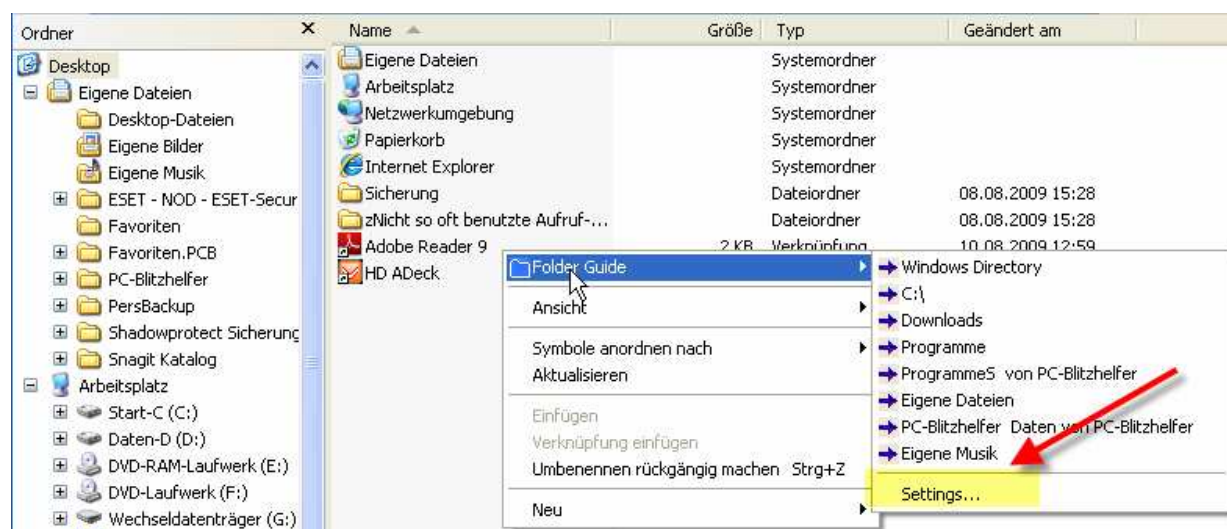 Ordner X
Desktop
Eigene Dateien
Desktop-Dateien
Eigene Bilder
Eigene Musik
ESET - NOD - ESET-Secur
Favoriten
Favoriten.PCB
PC-Blitzhelfer
PersBackup
Shadowprotect Sicherung
Snagit Katalog
Arbeitsplatz
Start-C (C:)
Daten-D (D:)
DVD-RAM-Laufwerk (E:)
DVD-Laufwerk (F:)
Wechseldatenträger (G:)
Name Größe Typ Geändert am
Eigene Dateien Systemordner
Arbeitsplatz Systemordner
Netzwerkumgebung Systemordner
Papierkorb Systemordner
Internet Explorer Systemordner
Sicherung Dateiordner 08.08.2009 15:28
zNicht so oft benutzte Aufruf-... Dateiordner 08.08.2009 15:28
Adobe Reader 9 2 KB Verknüpfung 10.08.2009 12:59
HD ADeck
Folder Guide
Ansicht
Symbole anordnen nach
Aktualisieren
Einfügen
Verknüpfung einfügen
Umbenennen rückgängig machen Strg+Z
Neu
Windows Directory
C:\
Downloads
Programme
ProgrammeS von PC-Blitzhelfer
Eigene Dateien
PC-Blitzhelfer Daten von PC-Blitzhelfer
Eigene Musik
Settings...